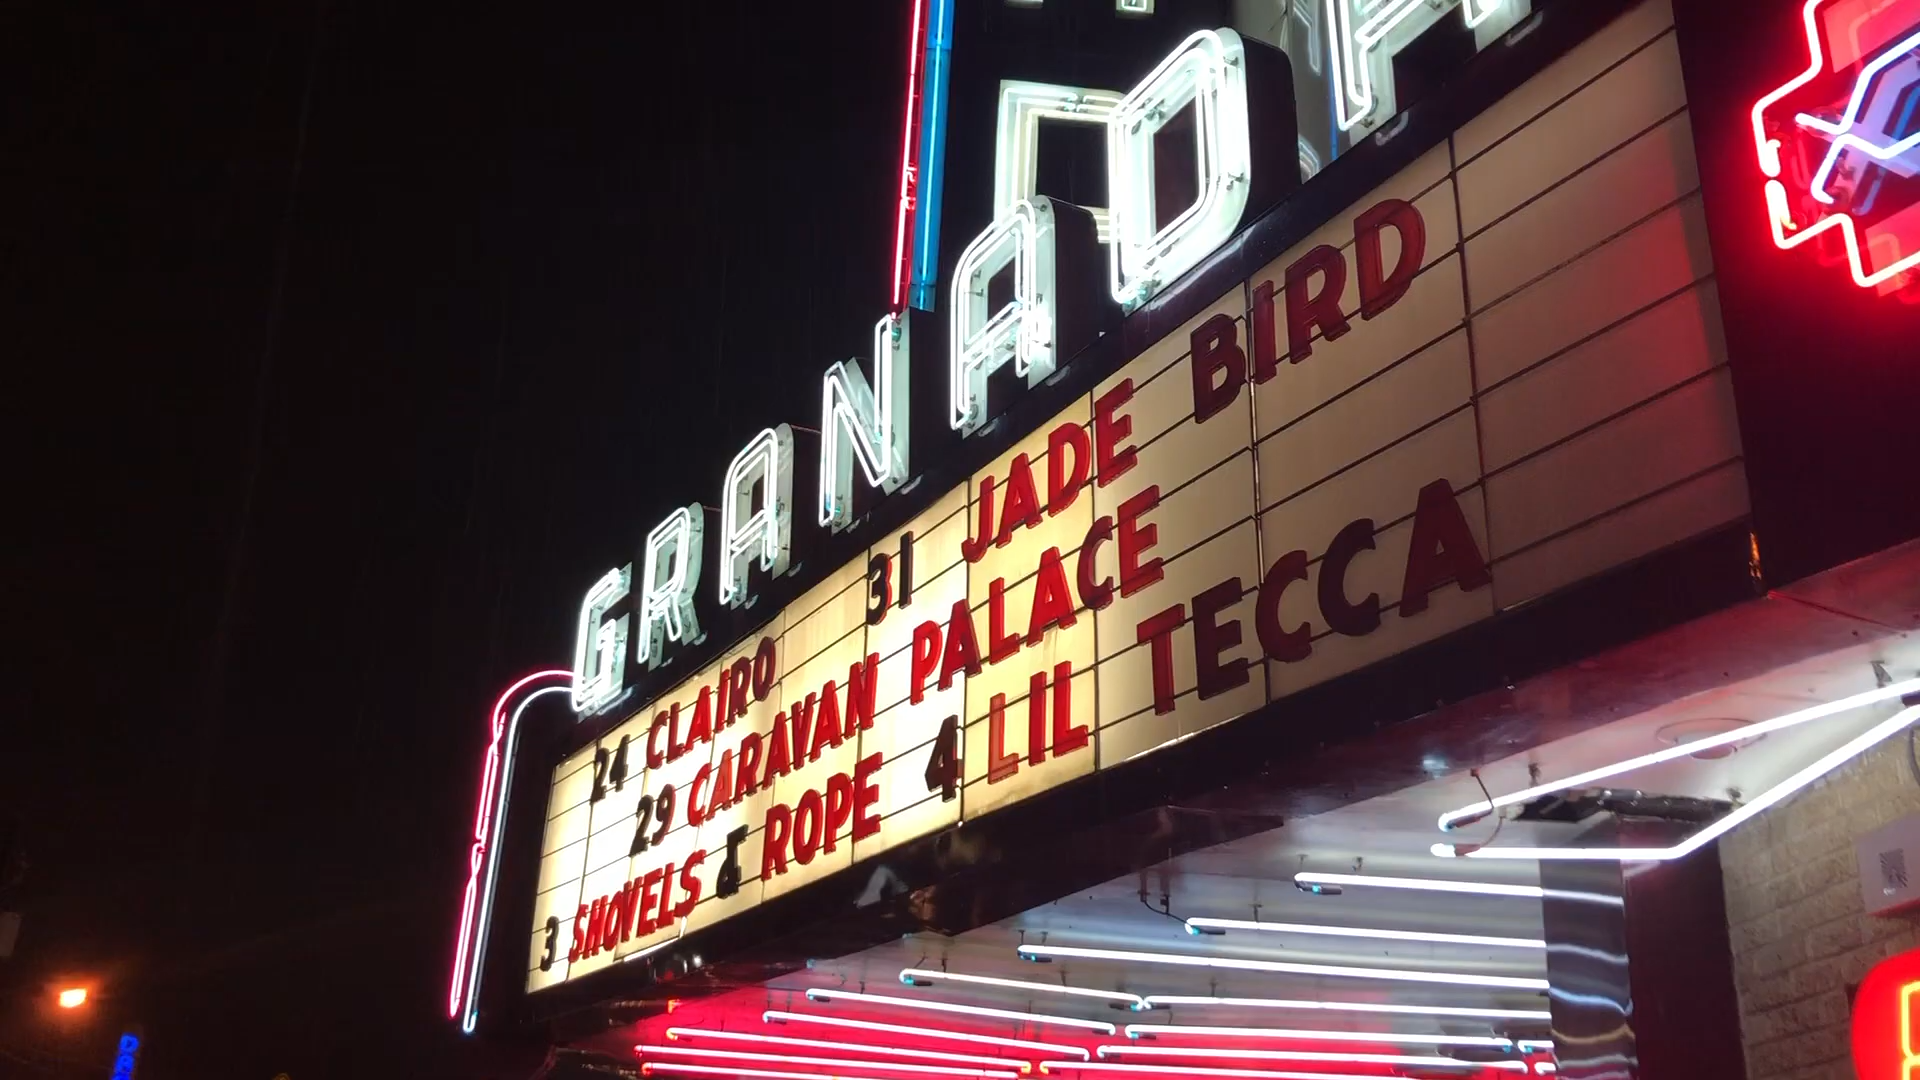 GRANADA
24 CLAIRO 31 JADE BIRD
29 CARAVAN PALACE
3 SHOVELS & ROPE 4 LIL TECCA